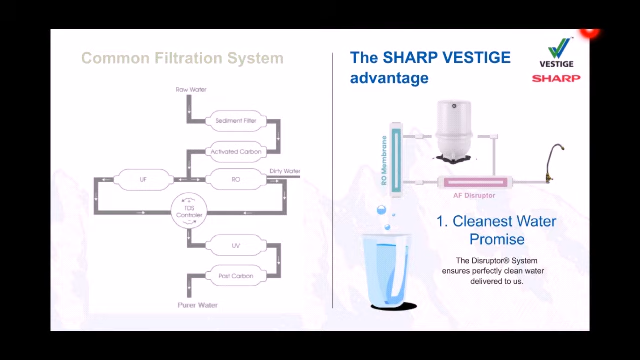 Common Filtration System
Raw Water
Sediment Filter
Activated Carbon
Dirty Water
UF
RO
TDS
Controller
UV
Post Carbon
Purer Water
The SHARP VESTIGE
advantage
VESTIGE
SHARP
RO Membrane
AF Disruptor
1. Cleanest Water
Promise
The Disruptor® System
ensures perfectly clean water
delivered to us.